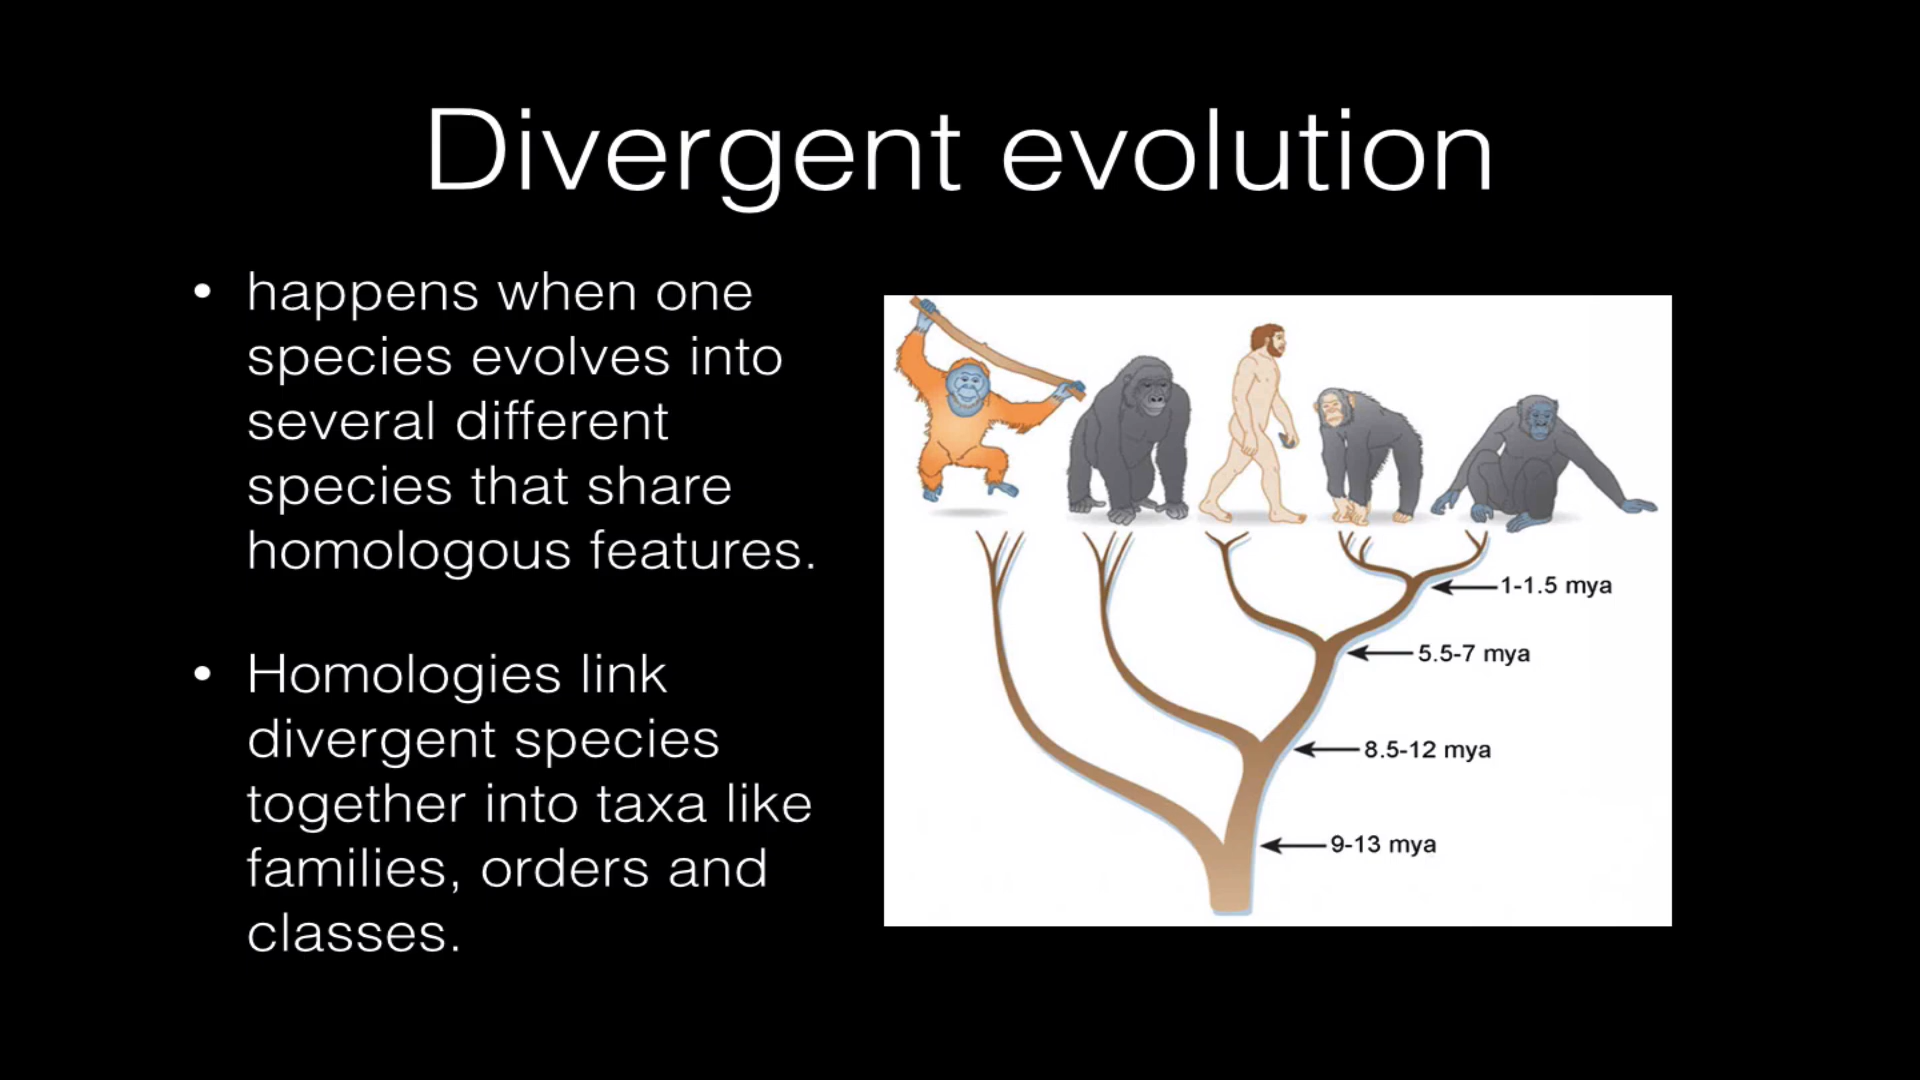 Divergent evolution
• happens when one
species evolves into
several different
species that share
homologous features.
• Homologies link
divergent species
together into taxa like
families, orders and
classes.
1-1.5 mya
5.5-7 mya
8.5-12 mya
9-13 mya